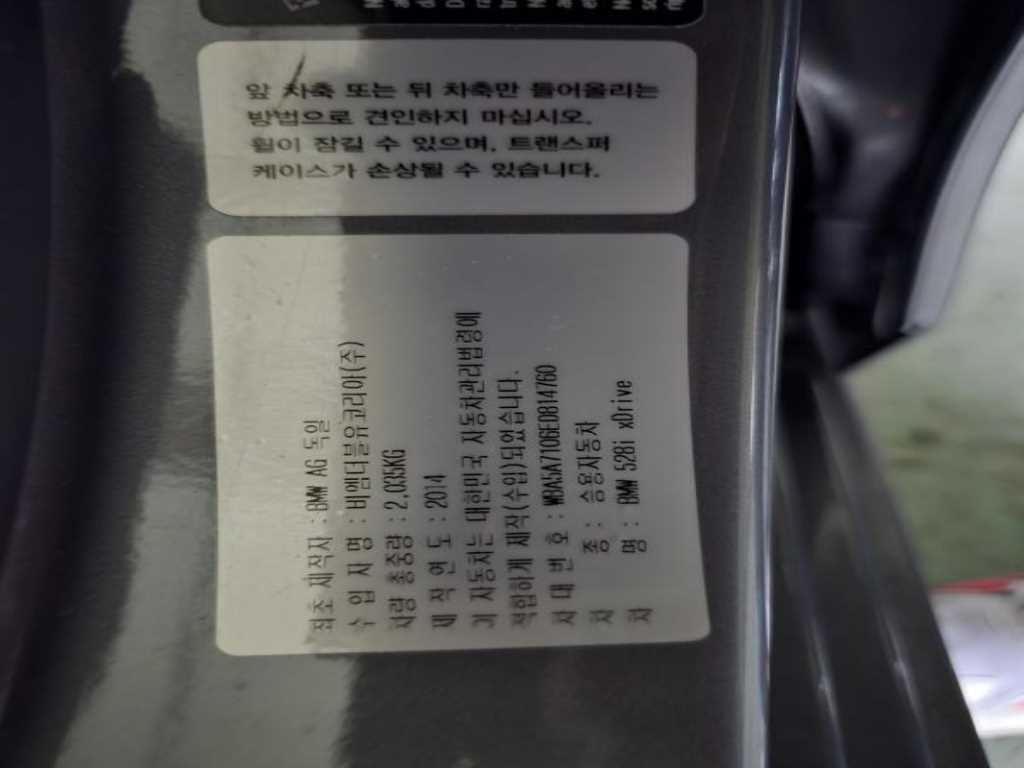 앞 차축 또는 뒤 차축만 들어올리는
방법으로 견인하지 마십시오.
휠이 잠길 수 있으며, 트랜스퍼
케이스가 손상될 수 있습니다.
최초 제작자 : BMW AG 독일
수 입 자 명 : 비엠더블유코리아(주)
차량 총중량 : 2,035KG
제 작 연 도 : 2014
이 자동차는 대한민국 자동차관리법령에
적합하게 제작(수입)되었습니다.
차 대 번 호 : WBA5A7106ED814760
차 종 : 승용자동차
차 명 : BMW 528i xDrive